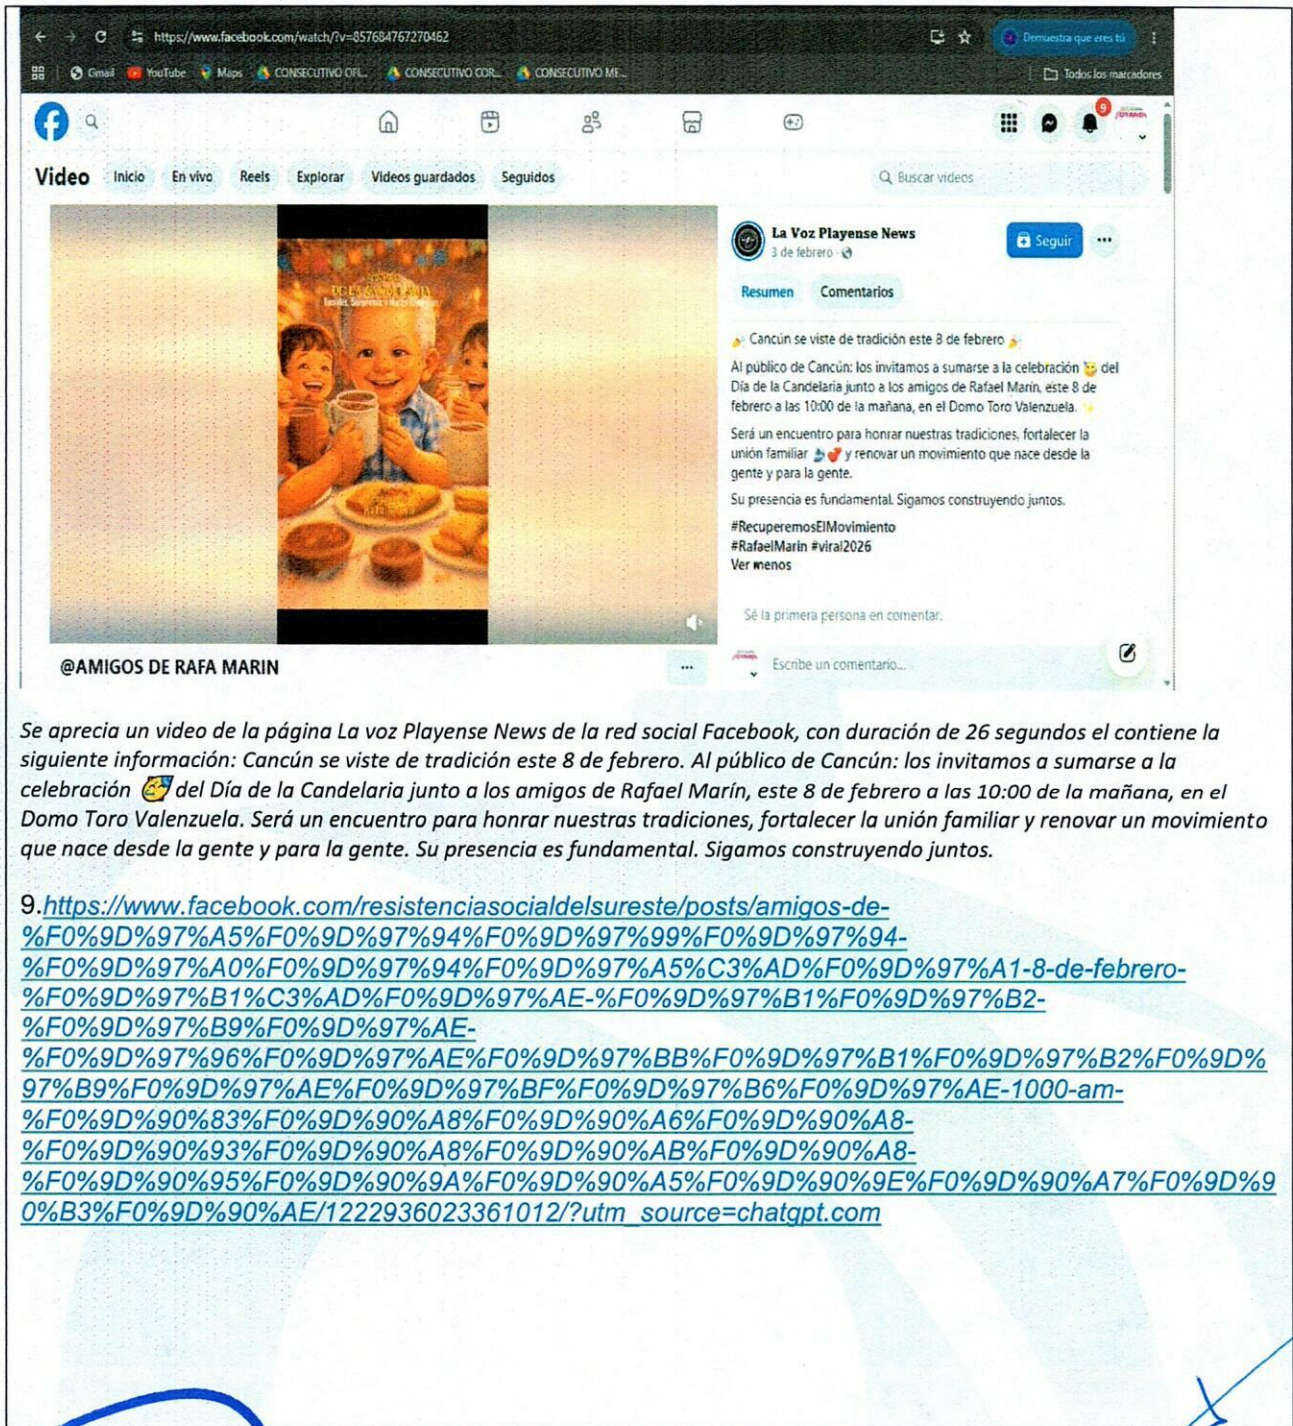 https://www.facebook.com/watch/?v=857684767270462
Demuestra que eres tú
Gmail YouTube Maps CONSECUTIVO OFI... CONSECUTIVO COR... CONSECUTIVO ME...
Todos los marcadores
9
Video Inicio En vivo Reels Explorar Videos guardados Seguidos
Buscar videos
DE LA CANDELARIA
La Voz Playense News
3 de febrero
Seguir
Resumen Comentarios
🎉 Cancún se viste de tradición este 8 de febrero 🎉
Al público de Cancún: los invitamos a sumarse a la celebración 🥳 del
Día de la Candelaria junto a los amigos de Rafael Marín, este 8 de
febrero a las 10:00 de la mañana, en el Domo Toro Valenzuela. ✨
Será un encuentro para honrar nuestras tradiciones, fortalecer la
unión familiar 🫂❤️ y renovar un movimiento que nace desde la
gente y para la gente.
Su presencia es fundamental. Sigamos construyendo juntos.
#RecuperemosElMovimiento
#RafaelMarin #viral2026
Ver menos
Sé la primera persona en comentar.
@AMIGOS DE RAFA MARIN
Escribe un comentario...
Se aprecia un video de la página La voz Playense News de la red social Facebook, con duración de 26 segundos el contiene la
siguiente información: Cancún se viste de tradición este 8 de febrero. Al público de Cancún: los invitamos a sumarse a la
celebración 🥳 del Día de la Candelaria junto a los amigos de Rafael Marín, este 8 de febrero a las 10:00 de la mañana, en el
Domo Toro Valenzuela. Será un encuentro para honrar nuestras tradiciones, fortalecer la unión familiar y renovar un movimiento
que nace desde la gente y para la gente. Su presencia es fundamental. Sigamos construyendo juntos.
9.https://www.facebook.com/resistenciasocialdelsureste/posts/amigos-de-
%F0%9D%97%A5%F0%9D%97%94%F0%9D%97%99%F0%9D%97%94-
%F0%9D%97%A0%F0%9D%97%94%F0%9D%97%A5%C3%AD%F0%9D%97%A1-8-de-febrero-
%F0%9D%97%B1%C3%AD%F0%9D%97%AE-%F0%9D%97%B1%F0%9D%97%B2-
%F0%9D%97%B9%F0%9D%97%AE-
%F0%9D%97%96%F0%9D%97%AE%F0%9D%97%BB%F0%9D%97%B1%F0%9D%97%B2%F0%9D%
97%B9%F0%9D%97%AE%F0%9D%97%BF%F0%9D%97%B6%F0%9D%97%AE-1000-am-
%F0%9D%90%83%F0%9D%90%A8%F0%9D%90%A6%F0%9D%90%A8-
%F0%9D%90%93%F0%9D%90%A8%F0%9D%90%AB%F0%9D%90%A8-
%F0%9D%90%95%F0%9D%90%9A%F0%9D%90%A5%F0%9D%90%9E%F0%9D%90%A7%F0%9D%9
0%B3%F0%9D%90%AE/1222936023361012/?utm_source=chatgpt.com